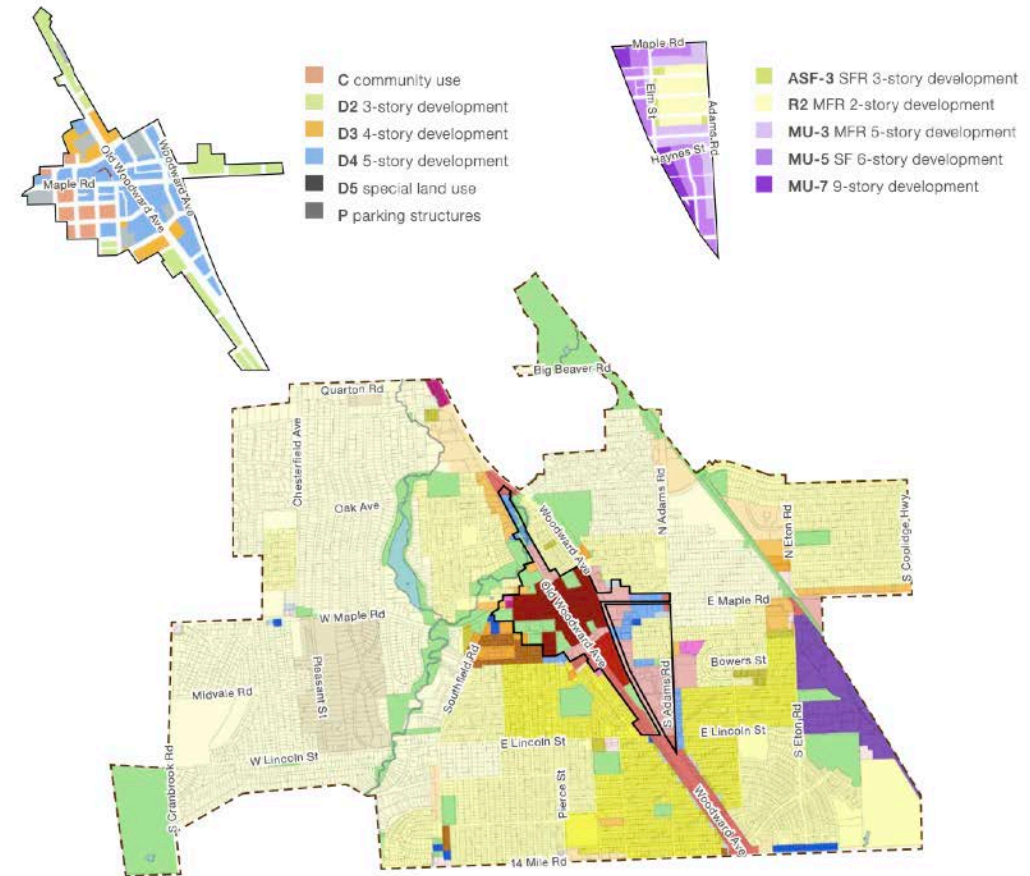 C community use
D2 3-story development
D3 4-story development
D4 5-story development
D5 special land use
P parking structures
Maple Rd
Old Woodward Ave
Woodward Ave
ASF-3 SFR 3-story development
R2 MFR 2-story development
MU-3 MFR 5-story development
MU-5 SF 6-story development
MU-7 9-story development
Maple Rd
Elm St
Adams Rd
Haynes St
Big Beaver Rd
Quarton Rd
Chesterfield Ave
Oak Ave
Woodward Ave
N Adams Rd
N Eton Rd
S Coolidge Hwy
Old Woodward Ave
E Maple Rd
W Maple Rd
Southfield Rd
Pleasant St
Midvale Rd
Bowers St
S Adams Rd
S Eton Rd
E Lincoln St
E Lincoln St
W Lincoln St
S Cranbrook Rd
Pierce St
Woodward Ave
14 Mile Rd